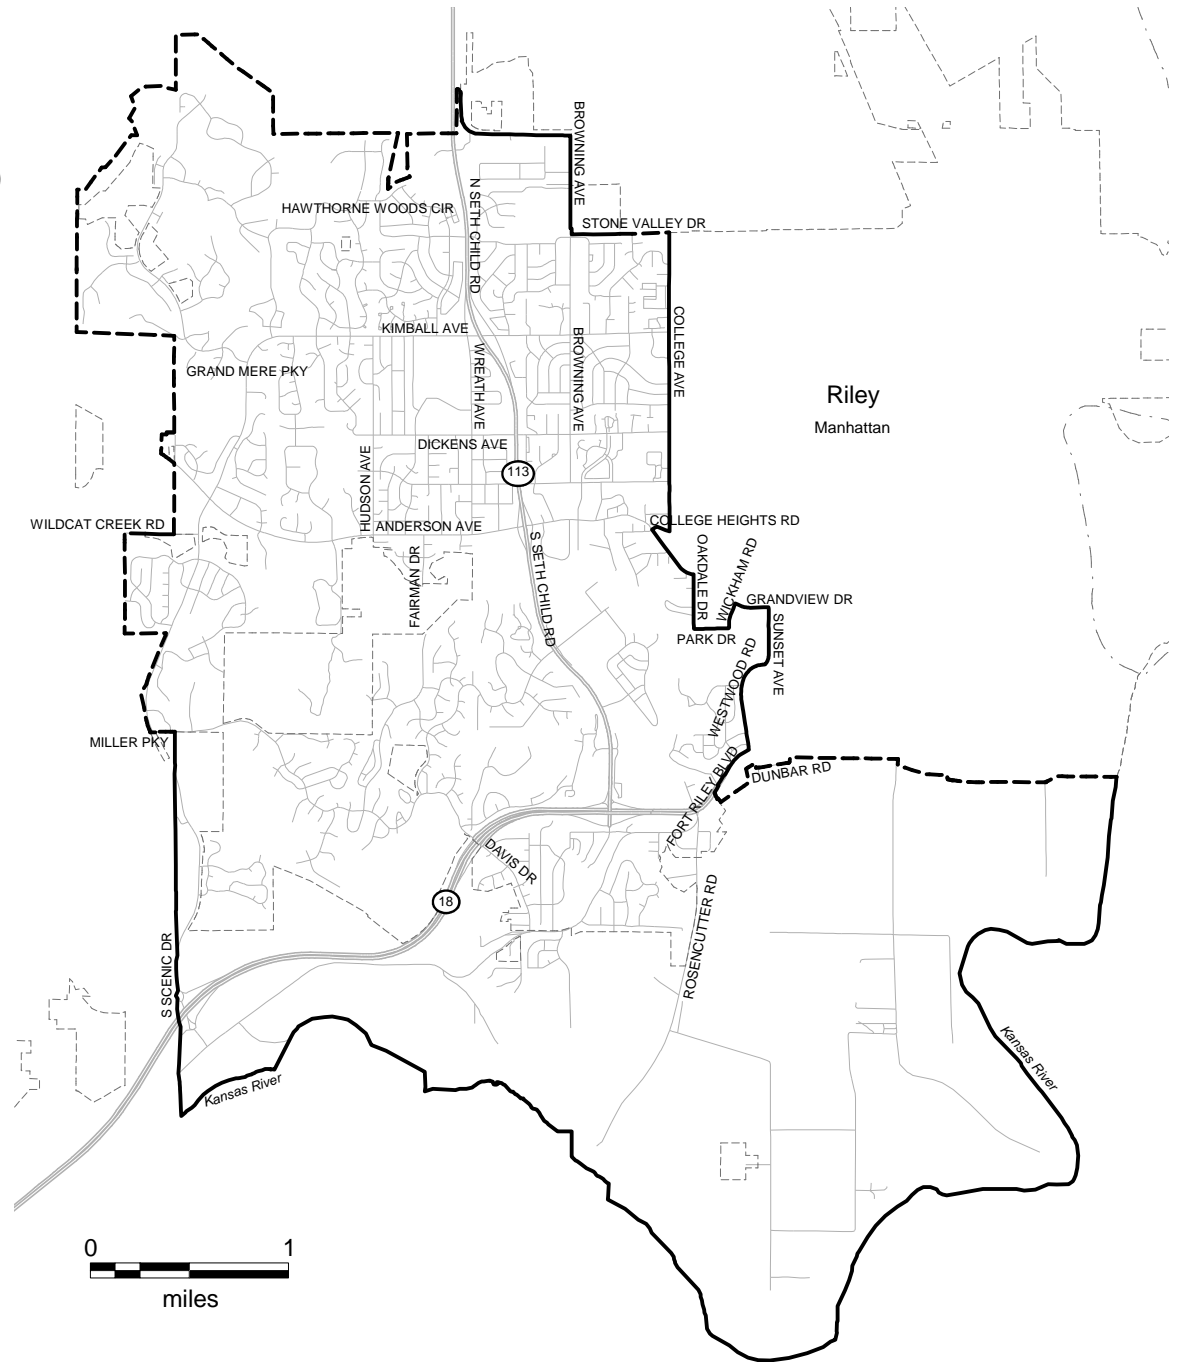 BROWNING AVE
N SETH CHILD RD
HAWTHORNE WOODS CIR
STONE VALLEY DR
COLLEGE AVE
KIMBALL AVE
BROWNING AVE
WREATH AVE
GRAND MERE PKY
Riley
Manhattan
DICKENS AVE
HUDSON AVE
113
WILDCAT CREEK RD
ANDERSON AVE
COLLEGE HEIGHTS RD
S SETH CHILD RD
FAIRMAN DR
OAKDALE DR
WICKHAM RD
GRANDVIEW DR
PARK DR
SUNSET AVE
WESTWOOD RD
MILLER PKY
FORT RILEY BLVD
DUNBAR RD
DAVIS DR
18
ROSENCUTTER RD
S SCENIC DR
Kansas River
Kansas River
0 1
miles